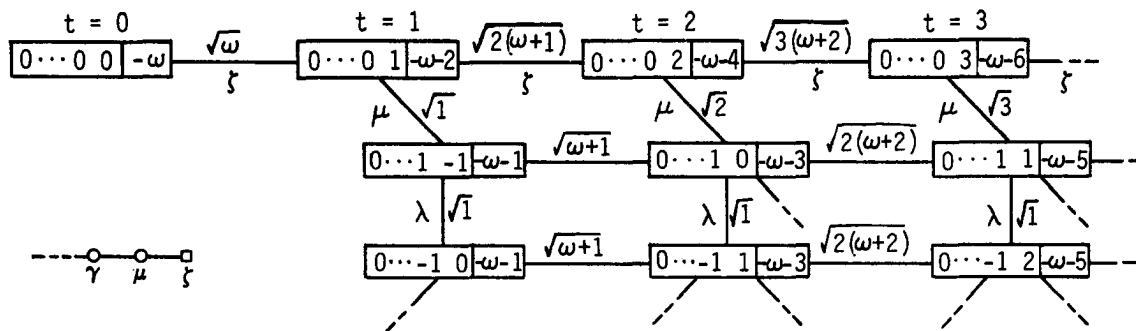 t = 0 t = 1 t = 2 t = 3
√ω √2(ω+1) √3(ω+2)
0···0 0 -ω 0···0 1 -ω-2 0···0 2 -ω-4 0···0 3 -ω-6
ζ ζ ζ ζ
μ √1 μ √2 μ √3
√ω+1 √2(ω+2)
0···1 -1 -ω-1 0···1 0 -ω-3 0···1 1 -ω-5
λ √1 λ √1 λ √1
√ω+1 √2(ω+2)
0···-1 0 -ω-1 0···-1 1 -ω-3 0···-1 2 -ω-5
γ μ ζ